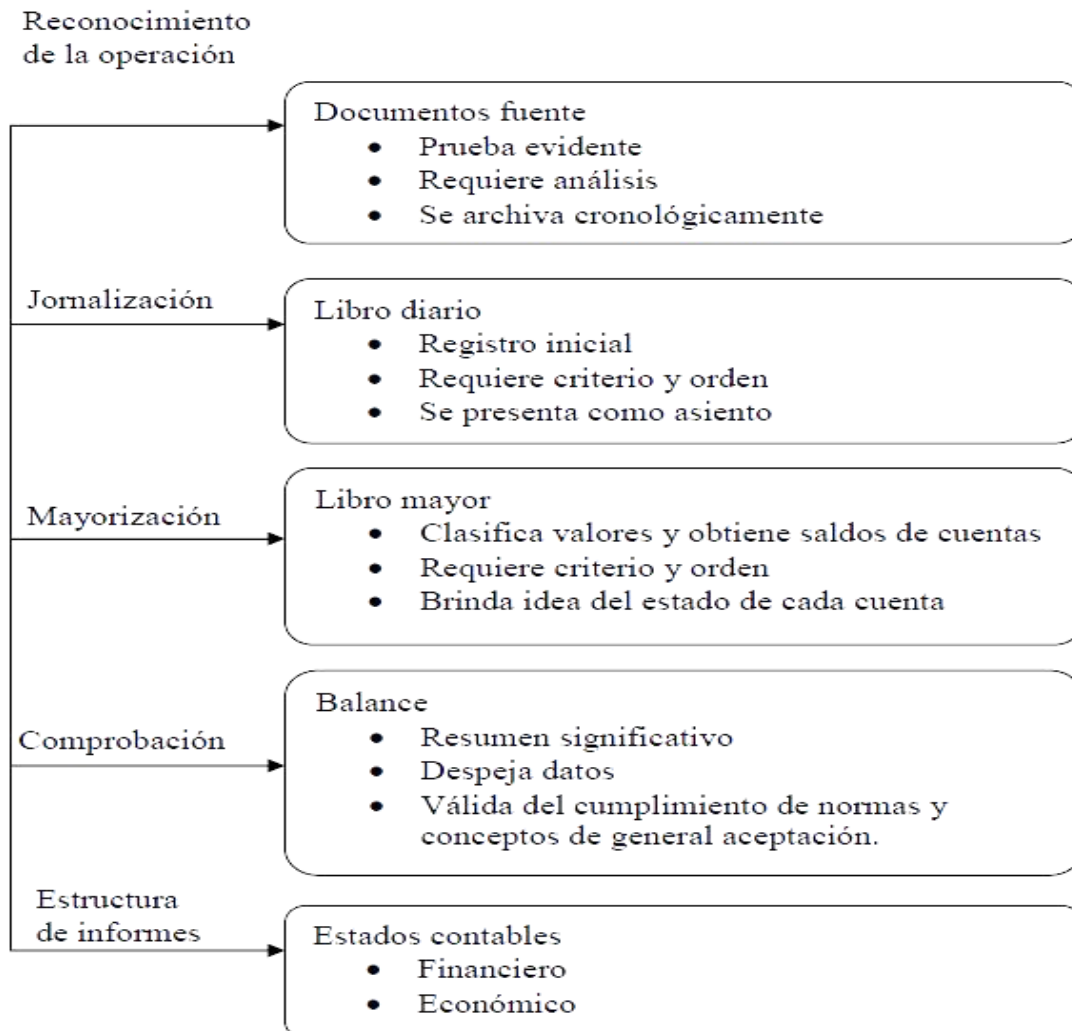 Reconocimiento
de la operación
Documentos fuente
• Prueba evidente
• Requiere análisis
• Se archiva cronológicamente
Jornalización
Libro diario
• Registro inicial
• Requiere criterio y orden
• Se presenta como asiento
Mayorización
Libro mayor
• Clasifica valores y obtiene saldos de cuentas
• Requiere criterio y orden
• Brinda idea del estado de cada cuenta
Comprobación
Balance
• Resumen significativo
• Despeja datos
• Válida del cumplimiento de normas y
conceptos de general aceptación.
Estructura
de informes
Estados contables
• Financiero
• Económico